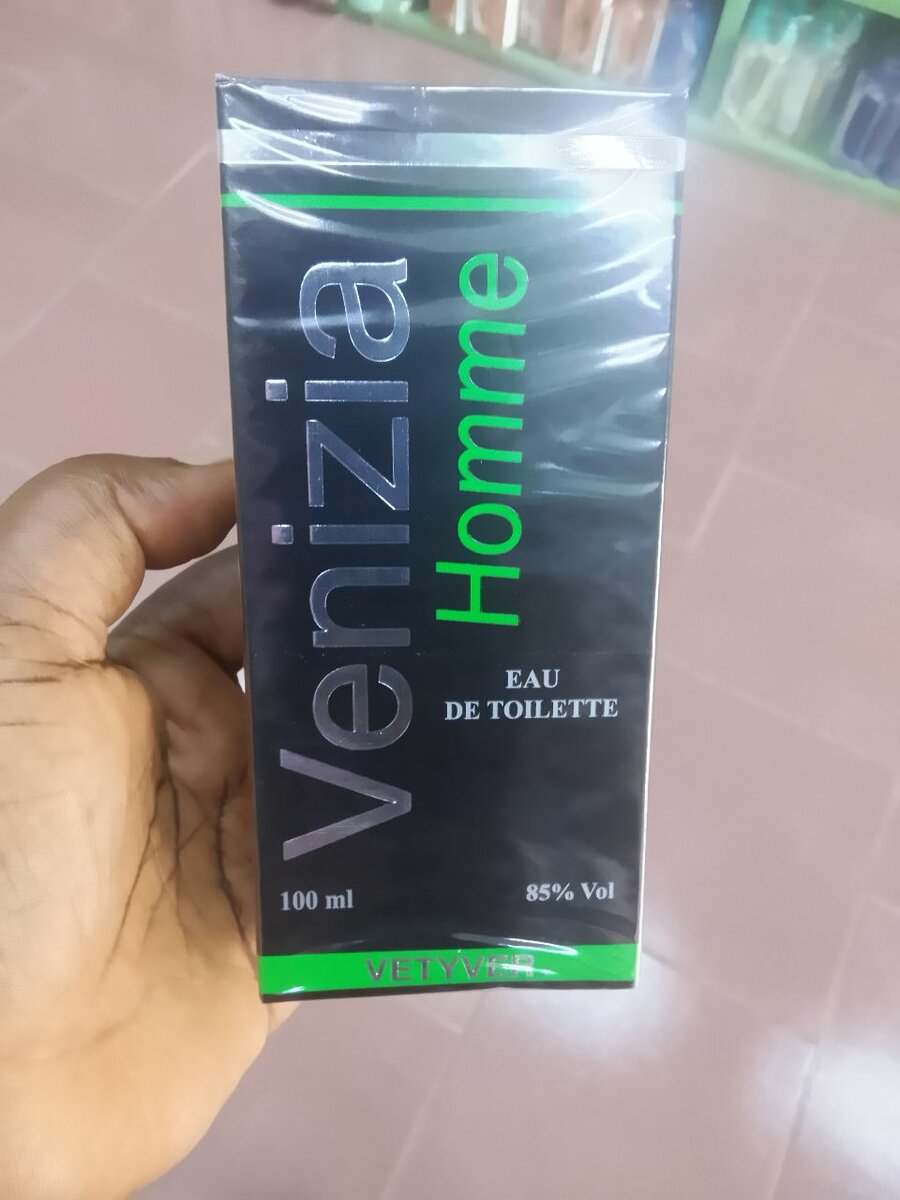 Venizia
Homme
EAU
DE TOILETTE
100 ml
85% Vol
VETYVER